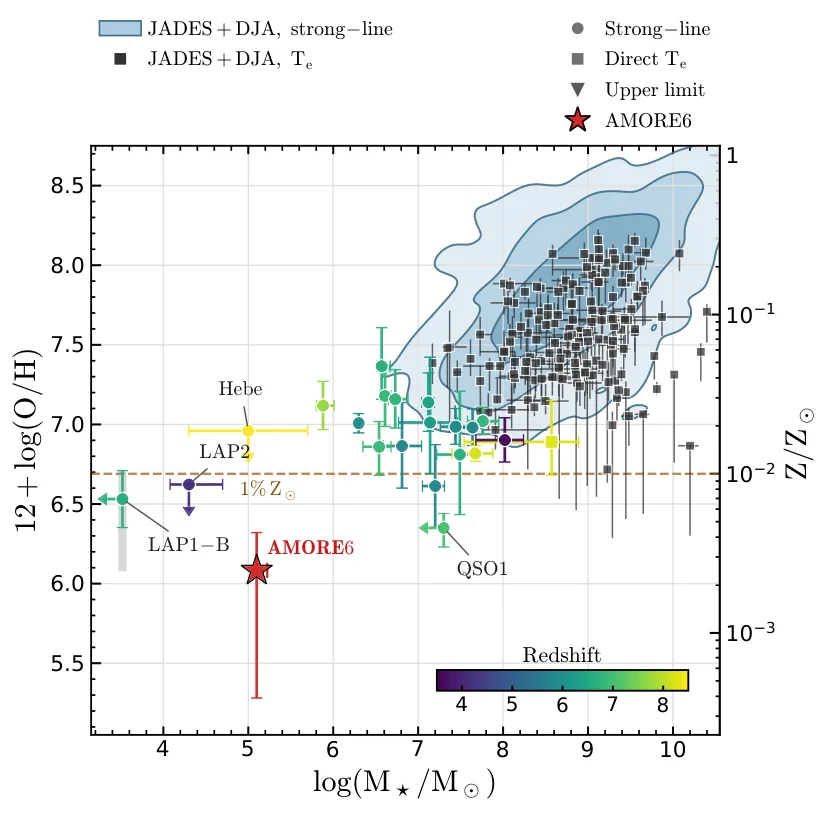 JADES + DJA, strong−line
JADES + DJA, Tₑ
Strong−line
Direct Tₑ
Upper limit
AMORE6
8.5
8.0
7.5
7.0
6.5
6.0
5.5
12 + log(O/H)
1
10⁻¹
10⁻²
10⁻³
Z/Z☉
Hebe
LAP2
1% Z☉
LAP1−B
AMORE6
QSO1
Redshift
4 5 6 7 8
4 5 6 7 8 9 10
log(M⋆/M☉)